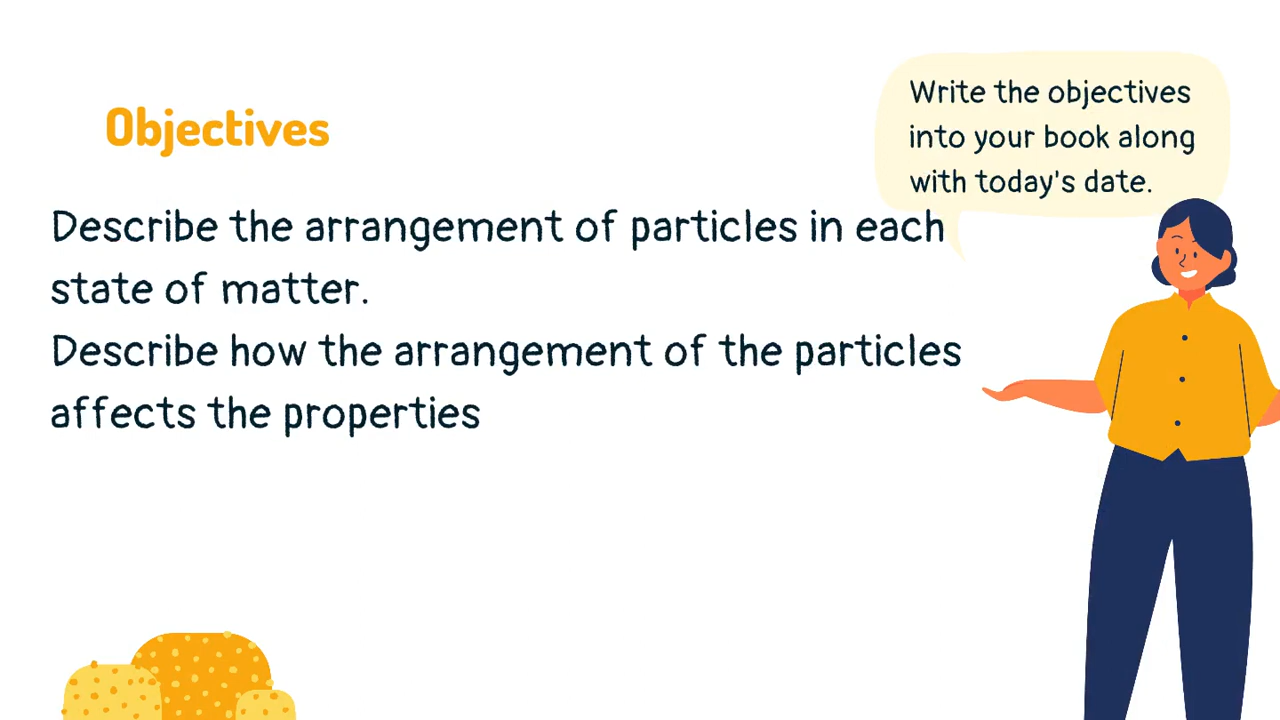 Objectives
Write the objectives
into your book along
with today's date.
Describe the arrangement of particles in each
state of matter.
Describe how the arrangement of the particles
affects the properties